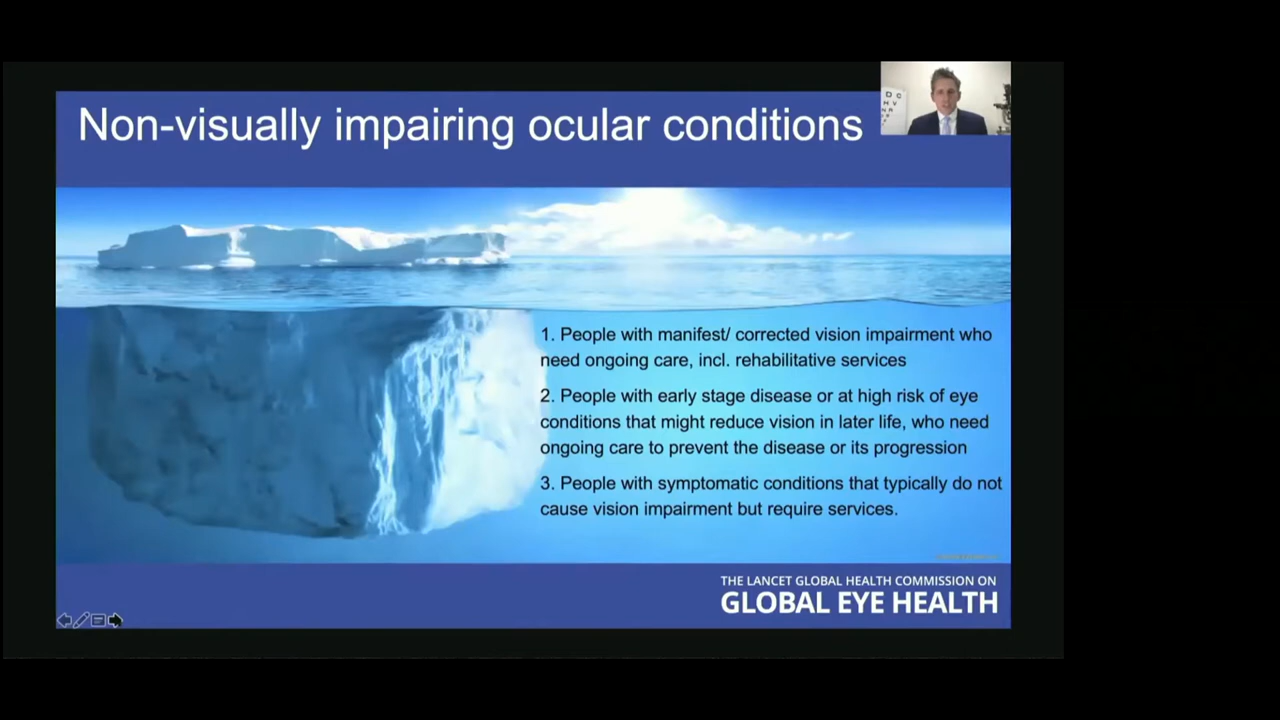 Non-visually impairing ocular conditions
1. People with manifest/ corrected vision impairment who
need ongoing care, incl. rehabilitative services
2. People with early stage disease or at high risk of eye
conditions that might reduce vision in later life, who need
ongoing care to prevent the disease or its progression
3. People with symptomatic conditions that typically do not
cause vision impairment but require services.
THE LANCET GLOBAL HEALTH COMMISSION ON
GLOBAL EYE HEALTH